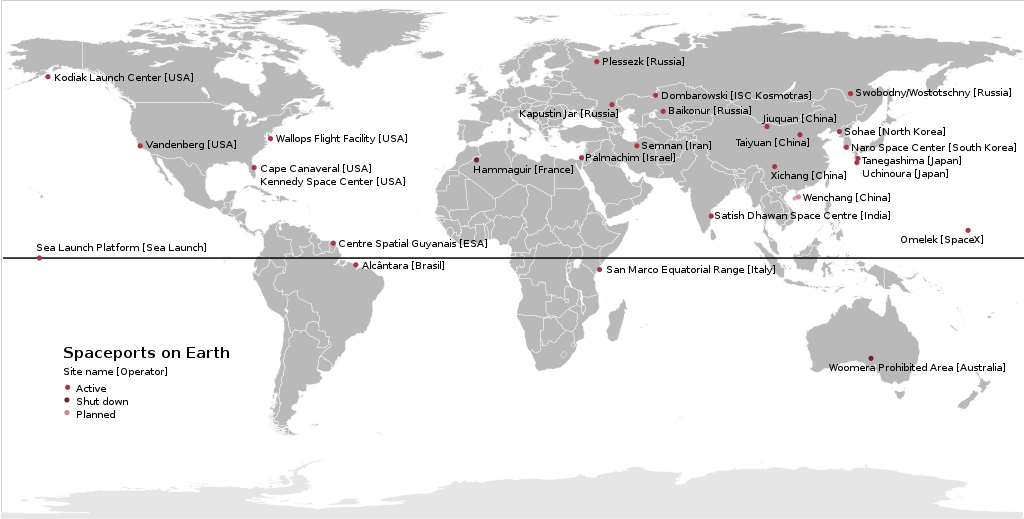 Plessezk [Russia]
Kodiak Launch Center [USA]
Dombarowski [ISC Kosmotras]
Swobodny/Wostotschny [Russia]
Kapustin Jar [Russia]
Baikonur [Russia]
Jiuquan [China]
Sohae [North Korea]
Wallops Flight Facility [USA]
Vandenberg [USA]
Semnan [Iran]
Taiyuan [China]
Naro Space Center [South Korea]
Palmachim [Israel]
Tanegashima [Japan]
Cape Canaveral [USA]
Kennedy Space Center [USA]
Hammaguir [France]
Xichang [China]
Uchinoura [Japan]
Wenchang [China]
Satish Dhawan Space Centre [India]
Omelek [SpaceX]
Sea Launch Platform [Sea Launch]
Centre Spatial Guyanais [ESA]
Alcântara [Brasil]
San Marco Equatorial Range [Italy]
Spaceports on Earth
Site name [Operator]
Active
Shut down
Planned
Woomera Prohibited Area [Australia]